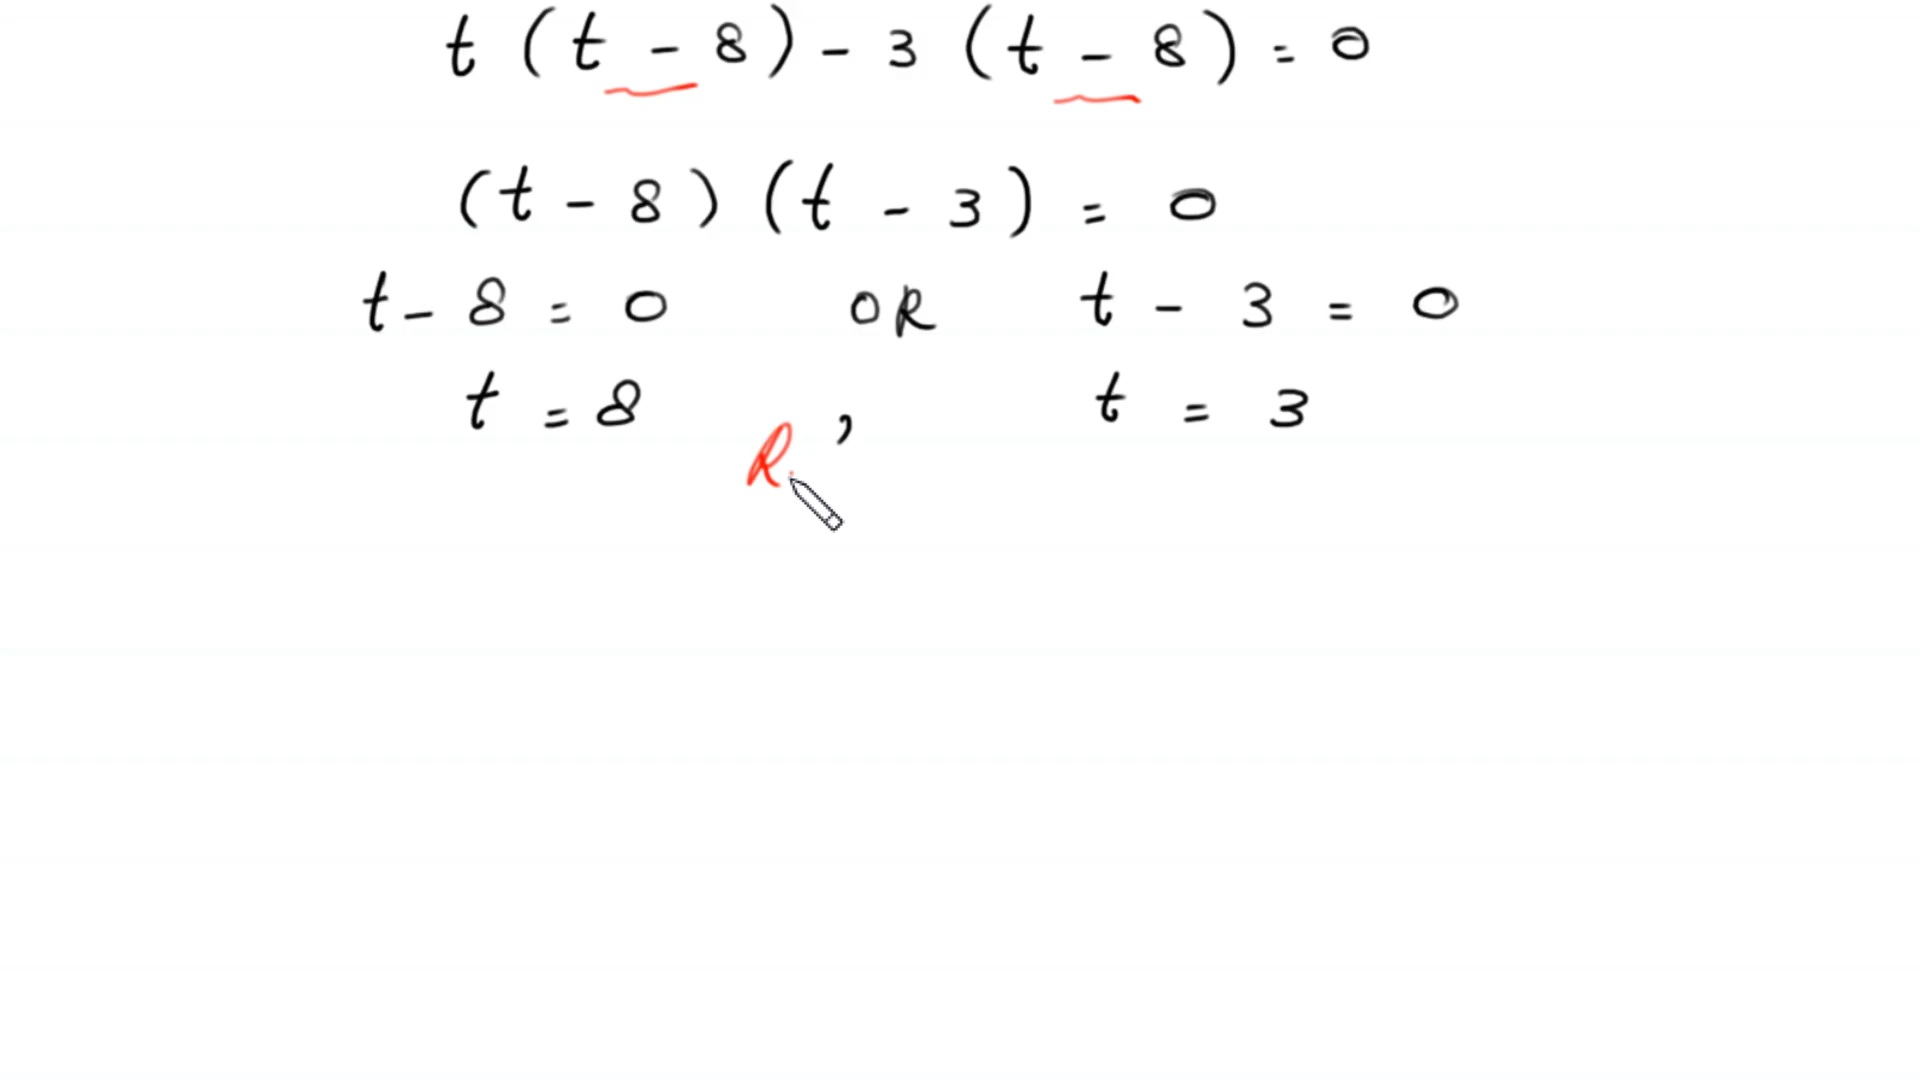 t (t - 8) - 3 (t - 8) = 0
(t - 8) (t - 3) = 0
t - 8 = 0 OR t - 3 = 0
t = 8 , t = 3
R